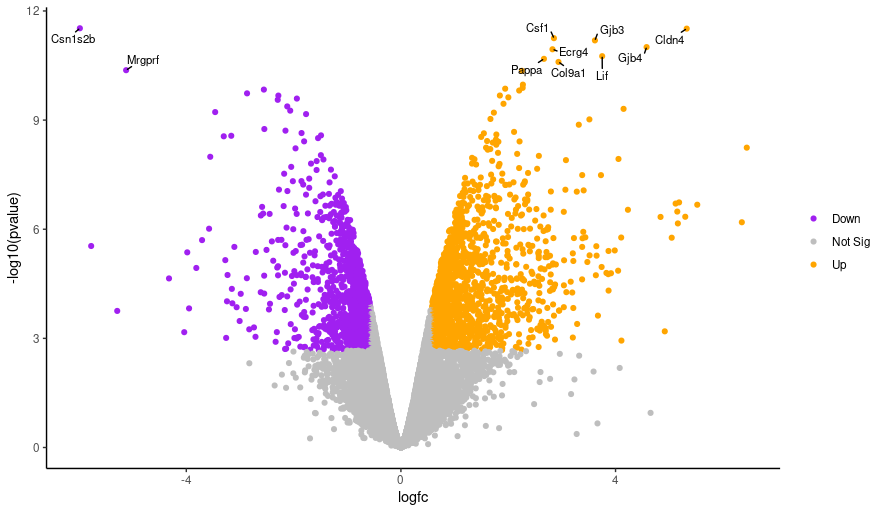 12
9
6
3
0
-4
0
4
-log10(pvalue)
logfc
Csn1s2b
Mrgprf
Csf1
Gjb3
Cldn4
Ecrg4
Gjb4
Pappa
Col9a1
Lif
Down
Not Sig
Up